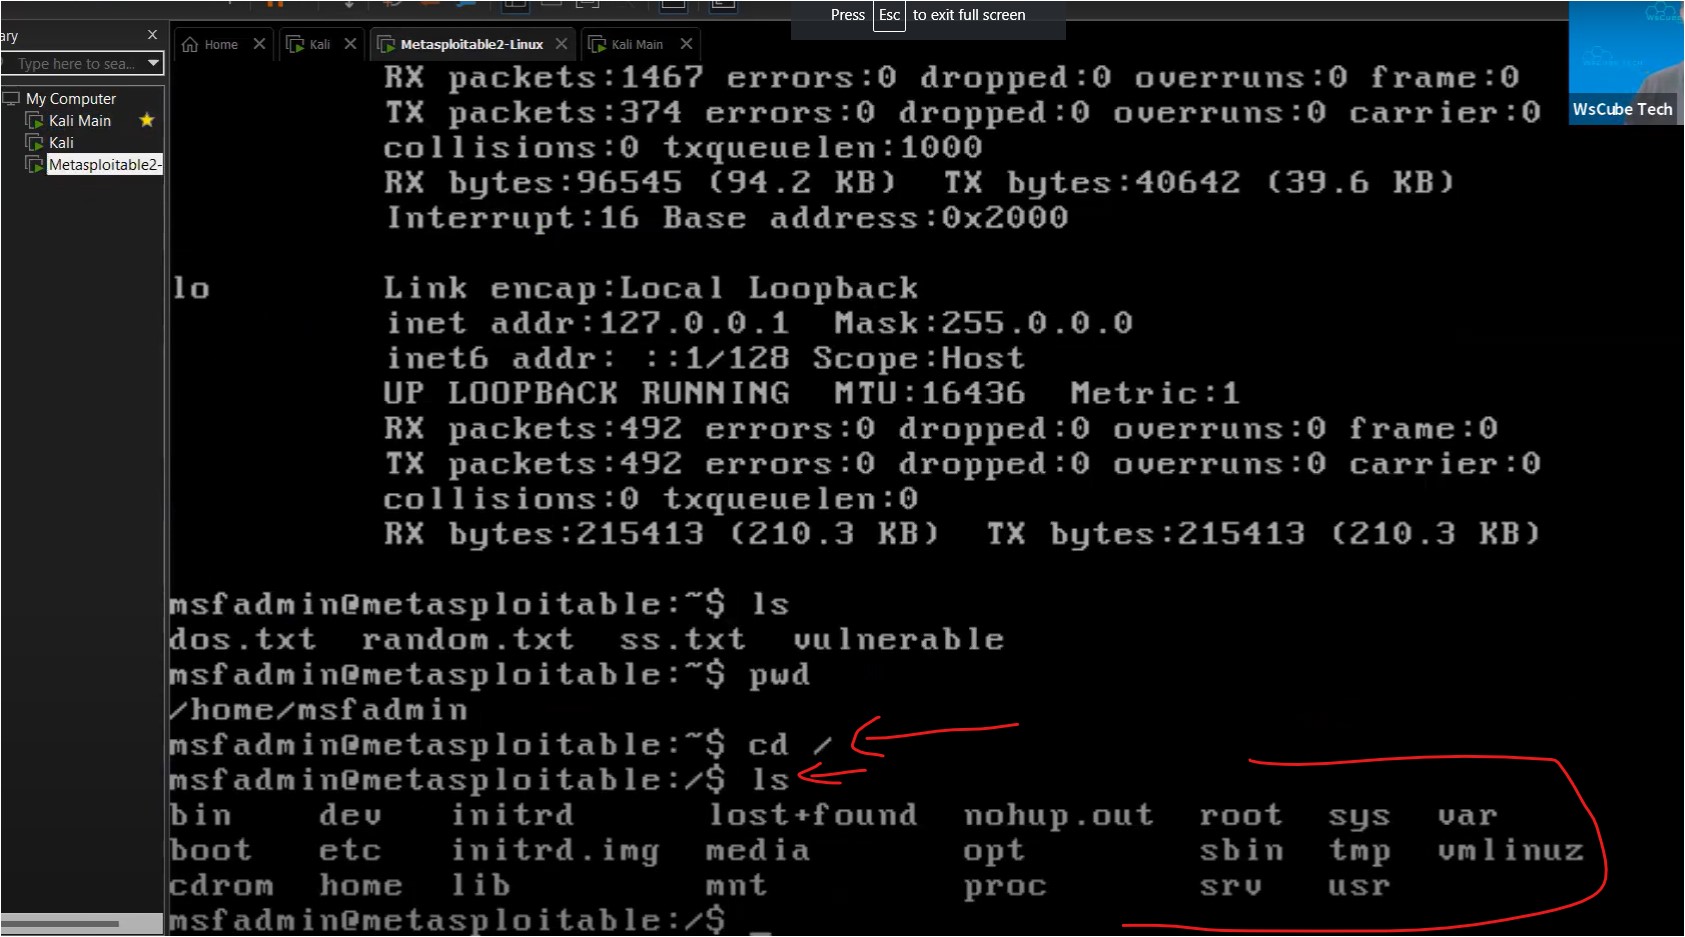 Press Esc to exit full screen
WsCube Tech
ary
Type here to sea...
My Computer
Kali Main
Kali
Metasploitable2-
Home Kali Metasploitable2-Linux Kali Main
RX packets:1467 errors:0 dropped:0 overruns:0 frame:0
TX packets:374 errors:0 dropped:0 overruns:0 carrier:0
collisions:0 txqueuelen:1000
RX bytes:96545 (94.2 KB)  TX bytes:40642 (39.6 KB)
Interrupt:16 Base address:0x2000
lo Link encap:Local Loopback
inet addr:127.0.0.1  Mask:255.0.0.0
inet6 addr: ::1/128 Scope:Host
UP LOOPBACK RUNNING  MTU:16436  Metric:1
RX packets:492 errors:0 dropped:0 overruns:0 frame:0
TX packets:492 errors:0 dropped:0 overruns:0 carrier:0
collisions:0 txqueuelen:0
RX bytes:215413 (210.3 KB)  TX bytes:215413 (210.3 KB)
msfadmin@metasploitable:~$ ls
dos.txt  random.txt  ss.txt  vulnerable
msfadmin@metasploitable:~$ pwd
/home/msfadmin
msfadmin@metasploitable:~$ cd /
msfadmin@metasploitable:/$ ls
bin dev initrd lost+found nohup.out root sys var
boot etc initrd.img media opt sbin tmp vmlinuz
cdrom home lib mnt proc srv usr
msfadmin@metasploitable:/$ _